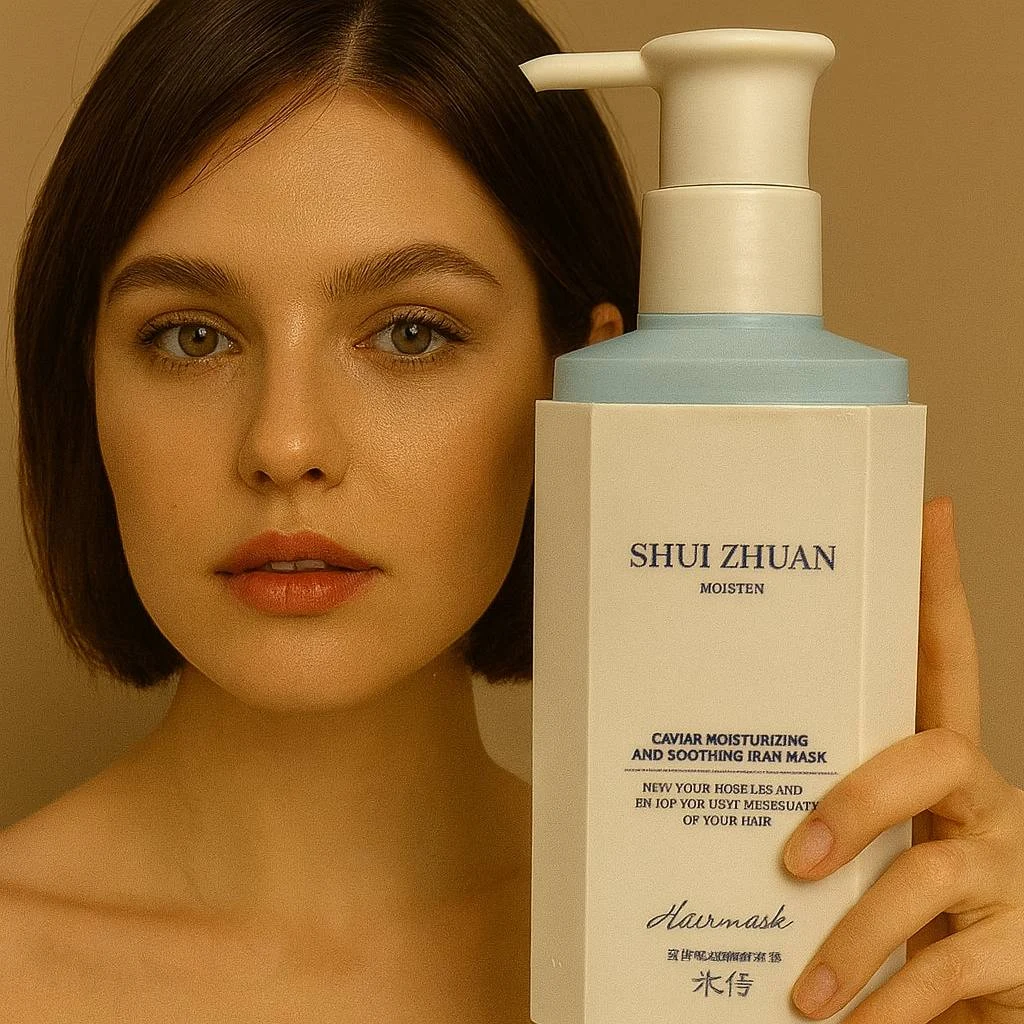 SHUI ZHUAN
MOISTEN
CAVIAR MOISTURIZING
AND SOOTHING IRAN MASK
NEW YOUR HOSE LES AND
EN IOP YOR USYT MESESUATY
OF YOUR HAIR
Hairmask